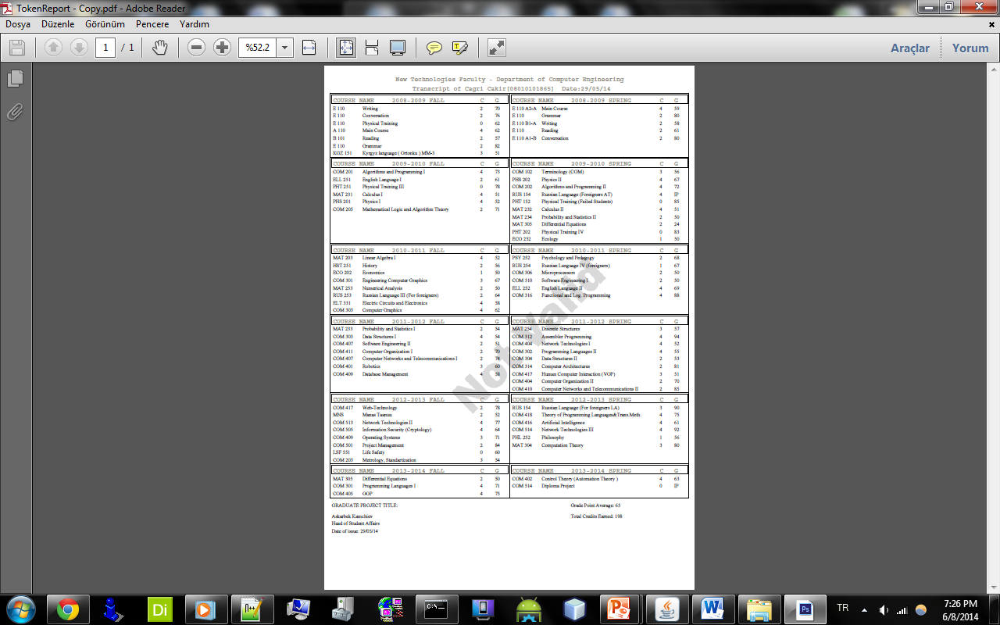 TokenReport - Copy.pdf - Adobe Reader
Dosya Düzenle Görünüm Pencere Yardım
1 / 1 %52.2 Araçlar Yorum
New Technologies Faculty - Department of Computer Engineering
Transcript of Cagri Cakir[08010101865] Date:29/05/14
COURSE NAME 2008-2009 FALL C G
E 110 Writing 2 70
E 110 Conversation 2 76
E 110 Physical Training 0 62
A 110 Main Course 4 62
B 101 Reading 2 57
E 110 Grammar 2 82
KGZ 151 Kyrgyz language ( Ortonku ) MM-3 3 51
COURSE NAME 2008-2009 SPRING C G
E 110 A2-A Main Course 4 59
E 110 Grammar 2 80
E 110 B1-A Writing 2 58
E 110 Reading 2 61
E 110 A1-B Conversation 2 80
COURSE NAME 2009-2010 FALL C G
COM 201 Algorithms and Programming I 4 73
ELL 251 English Language I 2 61
PHT 251 Physical Training III 0 78
MAT 231 Calculus I 4 51
PHS 201 Physics I 4 52
COM 205 Mathematical Logic and Algorithm Theory 2 71
COURSE NAME 2009-2010 SPRING C G
COM 102 Terminology (COM) 3 56
PHS 202 Physics II 4 67
COM 202 Algorithms and Programming II 4 72
RUS 154 Russian Language (Foreigners AT) 4 IP
PHT 152 Physical Training (Failed Students) 0 85
MAT 232 Calculus II 4 51
MAT 234 Probability and Statistics II 2 50
MAT 305 Differential Equations 2 24
PHT 202 Physical Training IV 0 83
ECO 252 Ecology 1 50
COURSE NAME 2010-2011 FALL C G
MAT 203 Linear Algebra I 4 52
HST 251 History 2 56
ECO 202 Economics 1 50
COM 301 Engineering Computer Graphics 3 67
MAT 253 Numerical Analysis 2 50
RUS 253 Russian Language III (For foreigners) 2 64
ELT 331 Electric Circuits and Electronics 4 58
COM 303 Computer Graphics 4 62
COURSE NAME 2010-2011 SPRING C G
PSY 252 Psychology and Pedagogy 2 68
RUS 254 Russian Language IV (foreigners) 1 67
COM 306 Microprocessors 2 50
COM 310 Software Engineering I 2 50
ELL 252 English Language II 4 69
COM 316 Functional and Log. Programming 4 88
COURSE NAME 2011-2012 FALL C G
MAT 233 Probability and Statistics I 2 54
COM 303 Data Structures I 4 54
COM 407 Software Engineering II 2 51
COM 411 Computer Organization I 2 70
COM 407 Computer Networks and Telecommunications I 2 74
COM 401 Robotics 3 60
COM 409 Database Management 4 58
COURSE NAME 2011-2012 SPRING C G
MAT 254 Discrete Structures 3 57
COM 312 Assembler Programming 4 94
COM 404 Network Technologies I 4 52
COM 302 Programming Languages II 4 55
COM 304 Data Structures II 2 53
COM 314 Computer Architectures 2 81
COM 417 Human Computer Interaction (VOP) 3 51
COM 404 Computer Organization II 2 70
COM 410 Computer Networks and Telecommunications II 2 85
COURSE NAME 2012-2013 FALL C G
COM 417 Web-Technology 2 78
MNS Manas Taanuu 2 52
COM 513 Network Technologies II 4 77
COM 505 Information Security (Cryptology) 4 64
COM 409 Operating Systems 3 71
COM 501 Project Management 2 84
LSF 551 Life Safety 0 60
COM 203 Metrology, Standartization 3 54
COURSE NAME 2012-2013 SPRING C G
RUS 154 Russian Language (For foreigners I.A) 3 90
COM 418 Theory of Programming Languages&Trans.Meth. 4 75
COM 416 Artificial Intelligence 4 61
COM 514 Network Technologies III 4 92
PHL 252 Philosophy 1 56
MAT 304 Computation Theory 3 80
COURSE NAME 2013-2014 FALL C G
MAT 305 Differential Equations 2 50
COM 301 Programming Languages I 4 71
COM 405 OOP 4 75
COURSE NAME 2013-2014 SPRING C G
COM 402 Control Theory (Automation Theory ) 4 63
COM 514 Diploma Project 0 IP
Not Valid
GRADUATE PROJECT TITLE: Grade Point Average: 65
Askarbek Kamchiev Total Credits Earned: 198
Head of Student Affairs
Date of issue: 29/05/14
Di
C:\_
Ps
TR
7:26 PM
6/8/2014